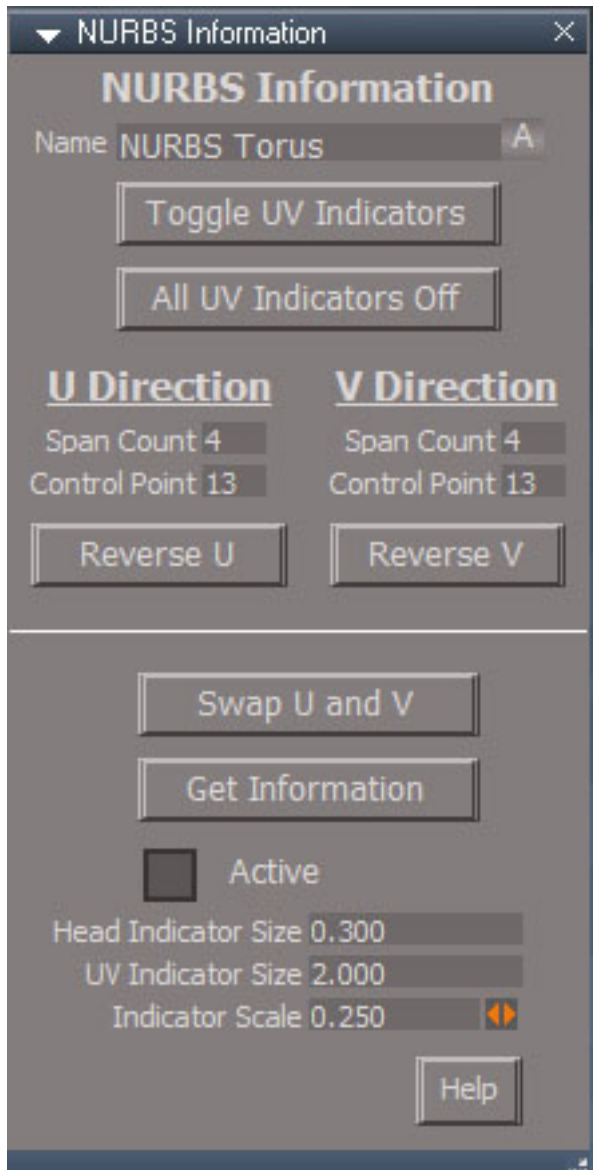 NURBS Information
NURBS Information
Name NURBS Torus A
Toggle UV Indicators
All UV Indicators Off
U Direction V Direction
Span Count 4 Span Count 4
Control Point 13 Control Point 13
Reverse U Reverse V
Swap U and V
Get Information
Active
Head Indicator Size 0.300
UV Indicator Size 2.000
Indicator Scale 0.250
Help